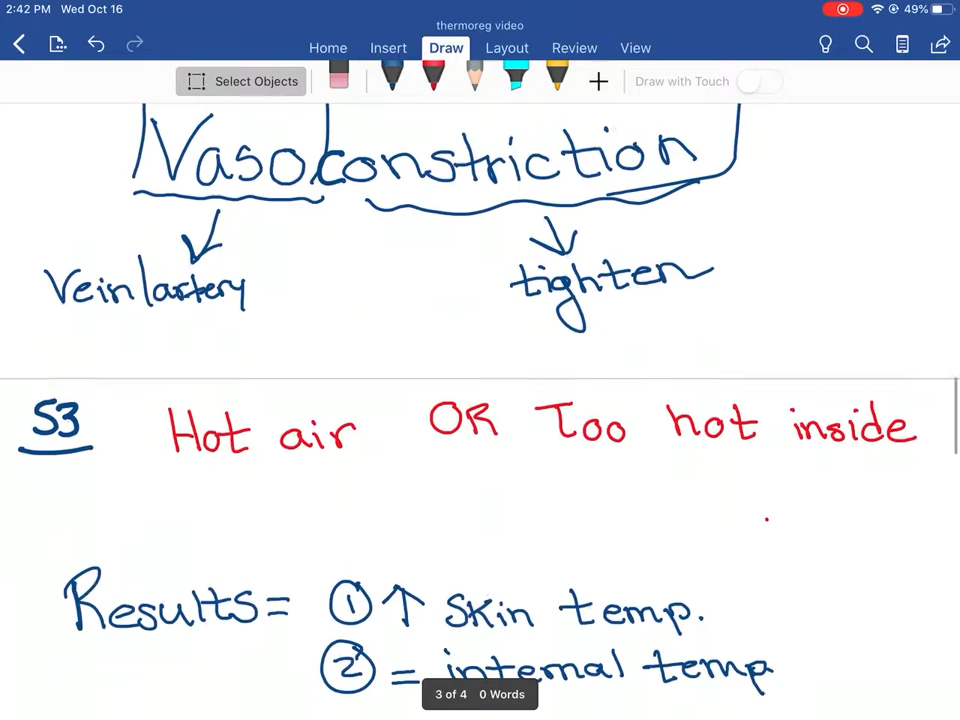 2:42 PM Wed Oct 16
49%
thermoreg video
Home Insert Draw Layout Review View
Select Objects
Draw with Touch
Vasoconstriction
Vein/artery
tighten
S3 Hot air OR Too hot inside
Results= ① ↑ skin temp.
② = internal temp
3 of 4 0 Words